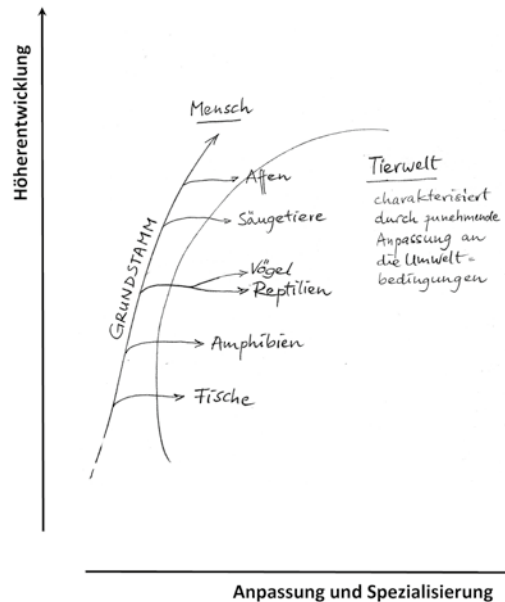 Höherentwicklung
Mensch
GRUNDSTAMM
Affen
Säugetiere
Vögel
Reptilien
Amphibien
Fische
Tierwelt
charakterisiert
durch zunehmende
Anpassung an
die Umwelt=
bedingungen
Anpassung und Spezialisierung